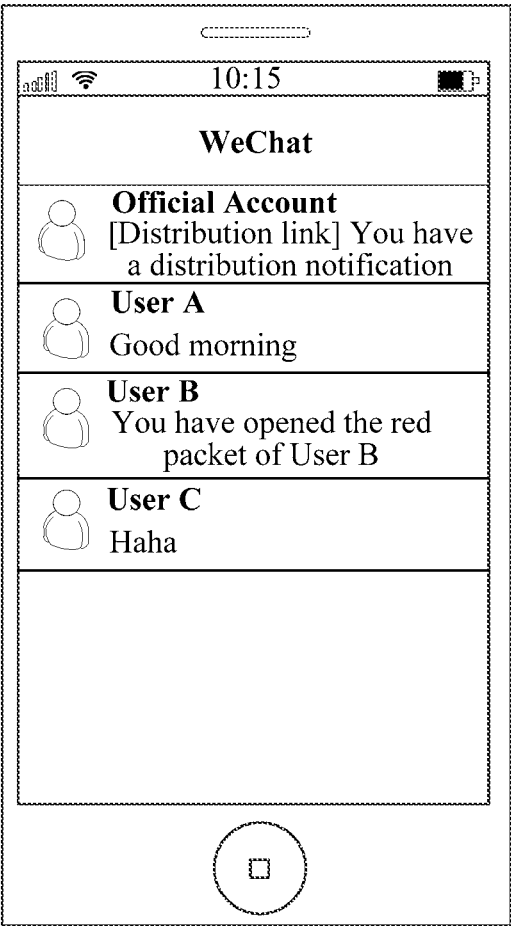 10:15
WeChat
Official Account
[Distribution link] You have
a distribution notification
User A
Good morning
User B
You have opened the red
packet of User B
User C
Haha